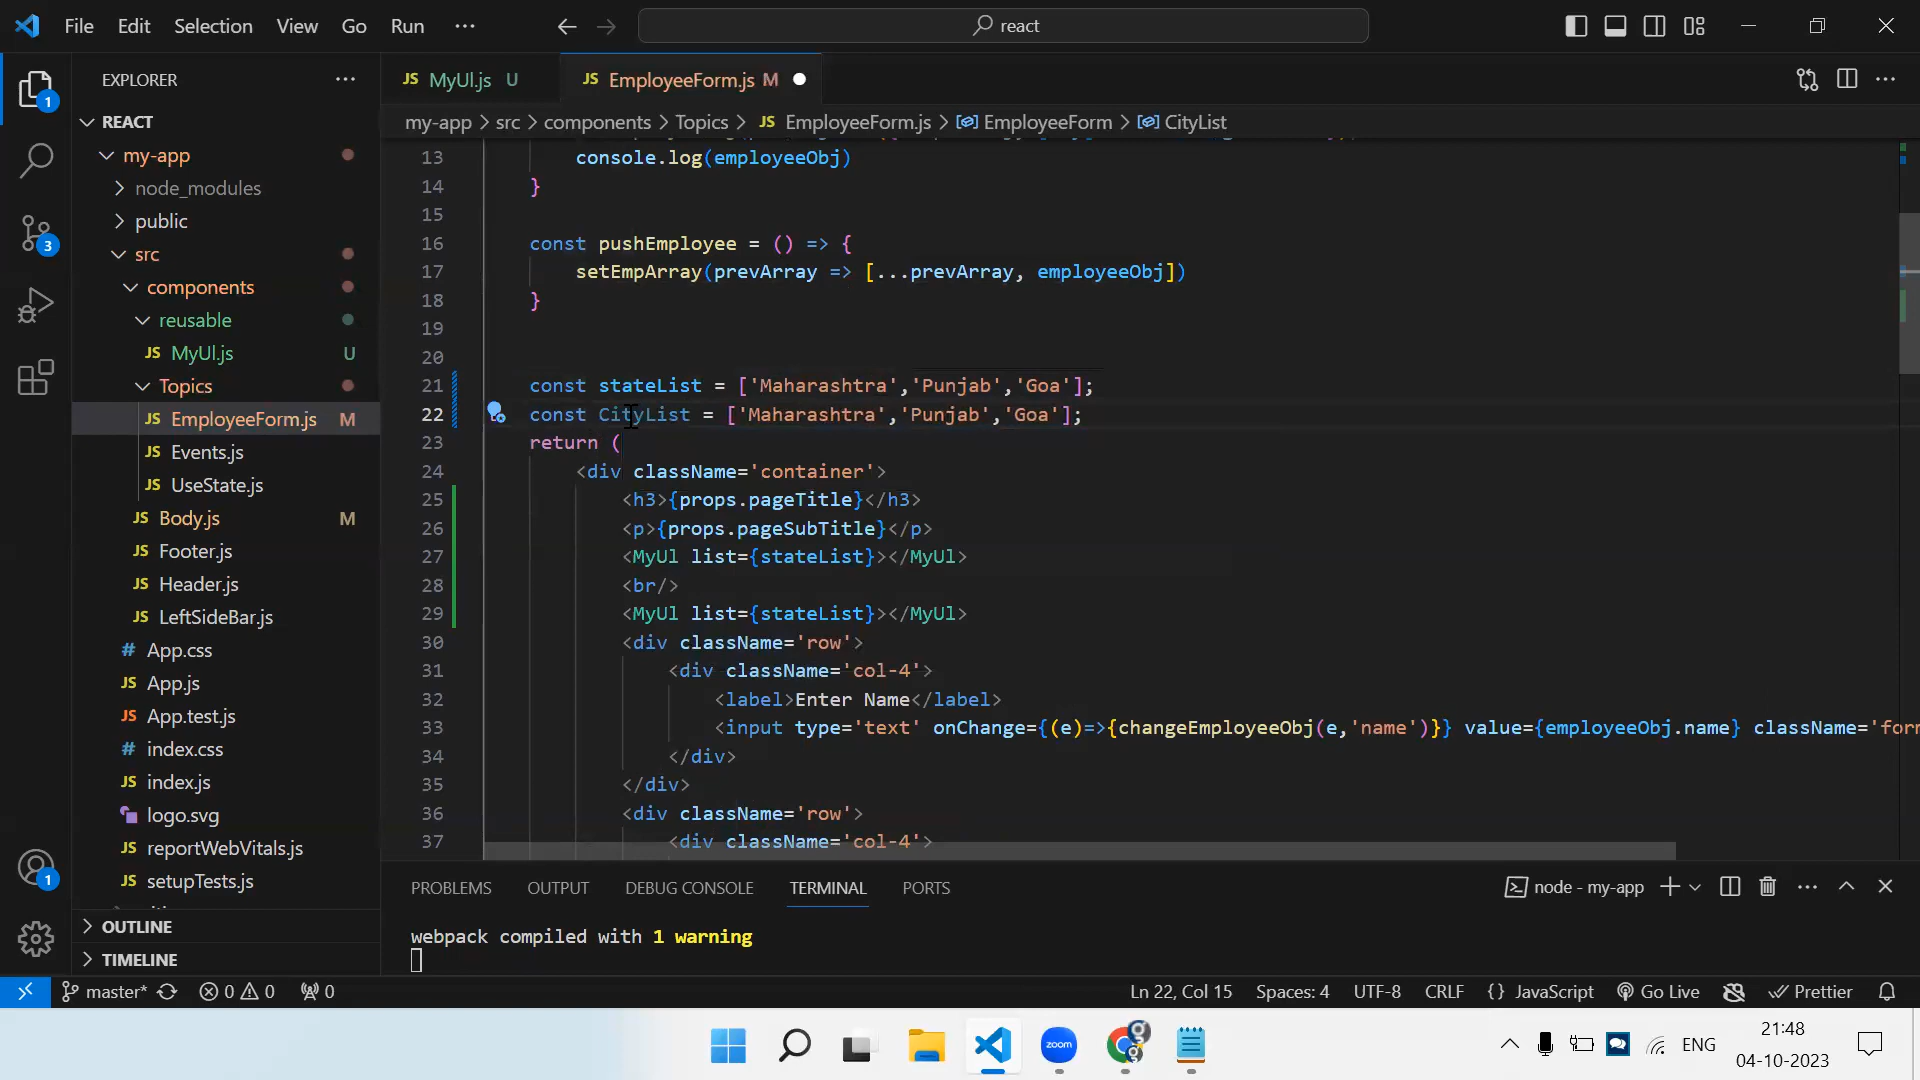 File Edit Selection View Go Run ··· react
EXPLORER
REACT
my-app
node_modules
public
src
components
reusable
JS MyUl.js U
Topics
JS EmployeeForm.js M
JS Events.js
JS UseState.js
JS Body.js M
JS Footer.js
JS Header.js
JS LeftSideBar.js
# App.css
JS App.js
JS App.test.js
# index.css
JS index.js
logo.svg
JS reportWebVitals.js
JS setupTests.js
OUTLINE
TIMELINE
1
3
1
JS MyUl.js U JS EmployeeForm.js M
my-app > src > components > Topics > JS EmployeeForm.js > EmployeeForm > CityList
13 console.log(employeeObj)
14 }
15
16 const pushEmployee = () => {
17 setEmpArray(prevArray => [...prevArray, employeeObj])
18 }
19
20
21 const stateList = ['Maharashtra','Punjab','Goa'];
22 const CityList = ['Maharashtra','Punjab','Goa'];
23 return (
24 <div className='container'>
25 <h3>{props.pageTitle}</h3>
26 <p>{props.pageSubTitle}</p>
27 <MyUl list={stateList}></MyUl>
28 <br/>
29 <MyUl list={stateList}></MyUl>
30 <div className='row'>
31 <div className='col-4'>
32 <label>Enter Name</label>
33 <input type='text' onChange={(e)=>{changeEmployeeObj(e,'name')}} value={employeeObj.name} className='form
34 </div>
35 </div>
36 <div className='row'>
37 <div className='col-4'>
PROBLEMS OUTPUT DEBUG CONSOLE TERMINAL PORTS node - my-app
webpack compiled with 1 warning
master* 0 0 0 Ln 22, Col 15 Spaces: 4 UTF-8 CRLF {} JavaScript Go Live Prettier
zoom
g
ENG
21:48
04-10-2023